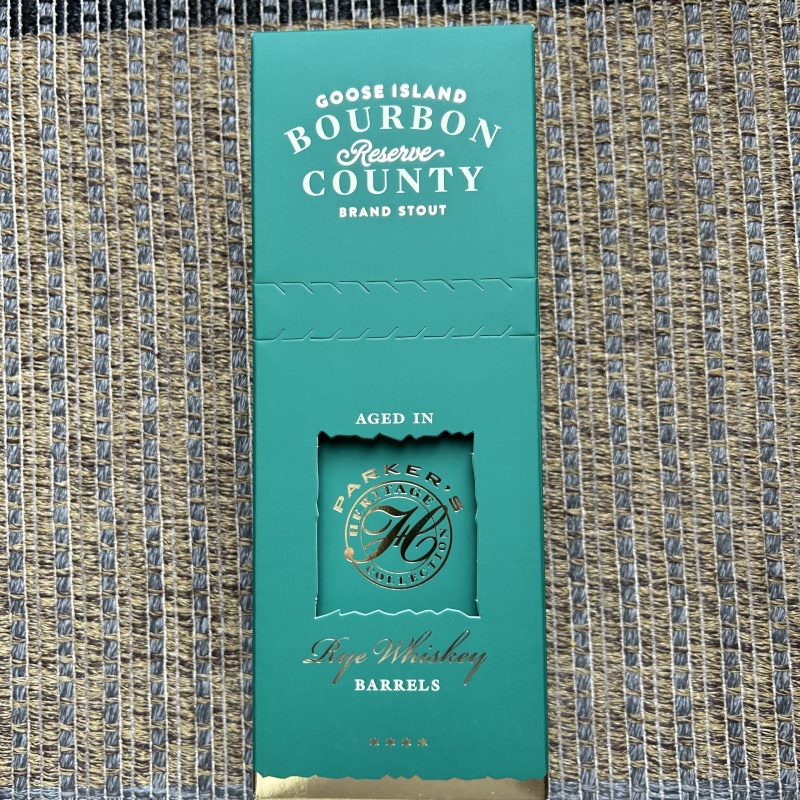 GOOSE ISLAND
BOURBON
Reserve
COUNTY
BRAND STOUT
AGED IN
PARKER'S
HERITAGE
H
COLLECTION
Rye Whiskey
BARRELS